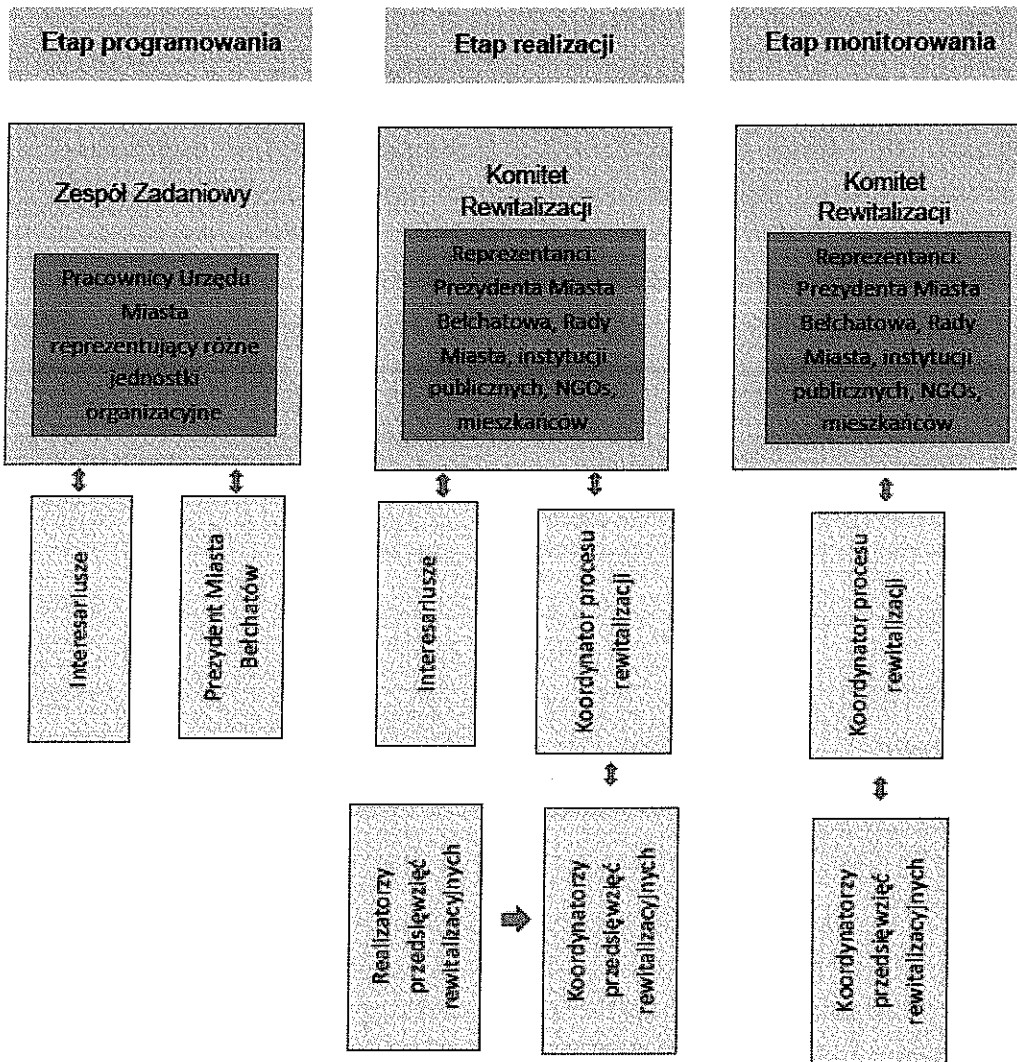 Etap programowania
Zespół Zadaniowy
Pracownicy Urzędu
Miasta
reprezentujący różne
jednostki
organizacyjne
Interesariusze
Prezydent Miasta
Bełchatów
Etap realizacji
Komitet
Rewitalizacji
Reprezentanci:
Prezydenta Miasta
Bełchatowa, Rady
Miasta, instytucji
publicznych, NGOs,
mieszkańców
Interesariusze
Koordynator procesu
rewitalizacji
Realizatorzy
przedsięwzięć
rewitalizacyjnych
Koordynatorzy
przedsięwzięć
rewitalizacyjnych
Etap monitorowania
Komitet
Rewitalizacji
Reprezentanci:
Prezydenta Miasta
Bełchatowa, Rady
Miasta, instytucji
publicznych, NGOs,
mieszkańców
Koordynator procesu
rewitalizacji
Koordynatorzy
przedsięwzięć
rewitalizacyjnych